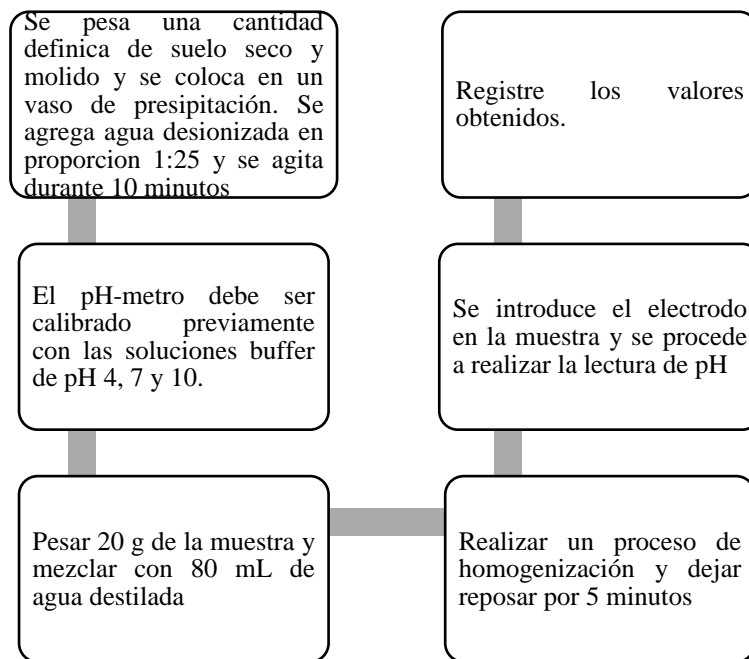 Se pesa una cantidad
definica de suelo seco y
molido y se coloca en un
vaso de presipitación. Se
agrega agua desionizada en
proporcion 1:25 y se agita
durante 10 minutos
El pH-metro debe ser
calibrado previamente
con las soluciones buffer
de pH 4, 7 y 10.
Pesar 20 g de la muestra y
mezclar con 80 mL de
agua destilada
Realizar un proceso de
homogenización y dejar
reposar por 5 minutos
Se introduce el electrodo
en la muestra y se procede
a realizar la lectura de pH
Registre los valores
obtenidos.